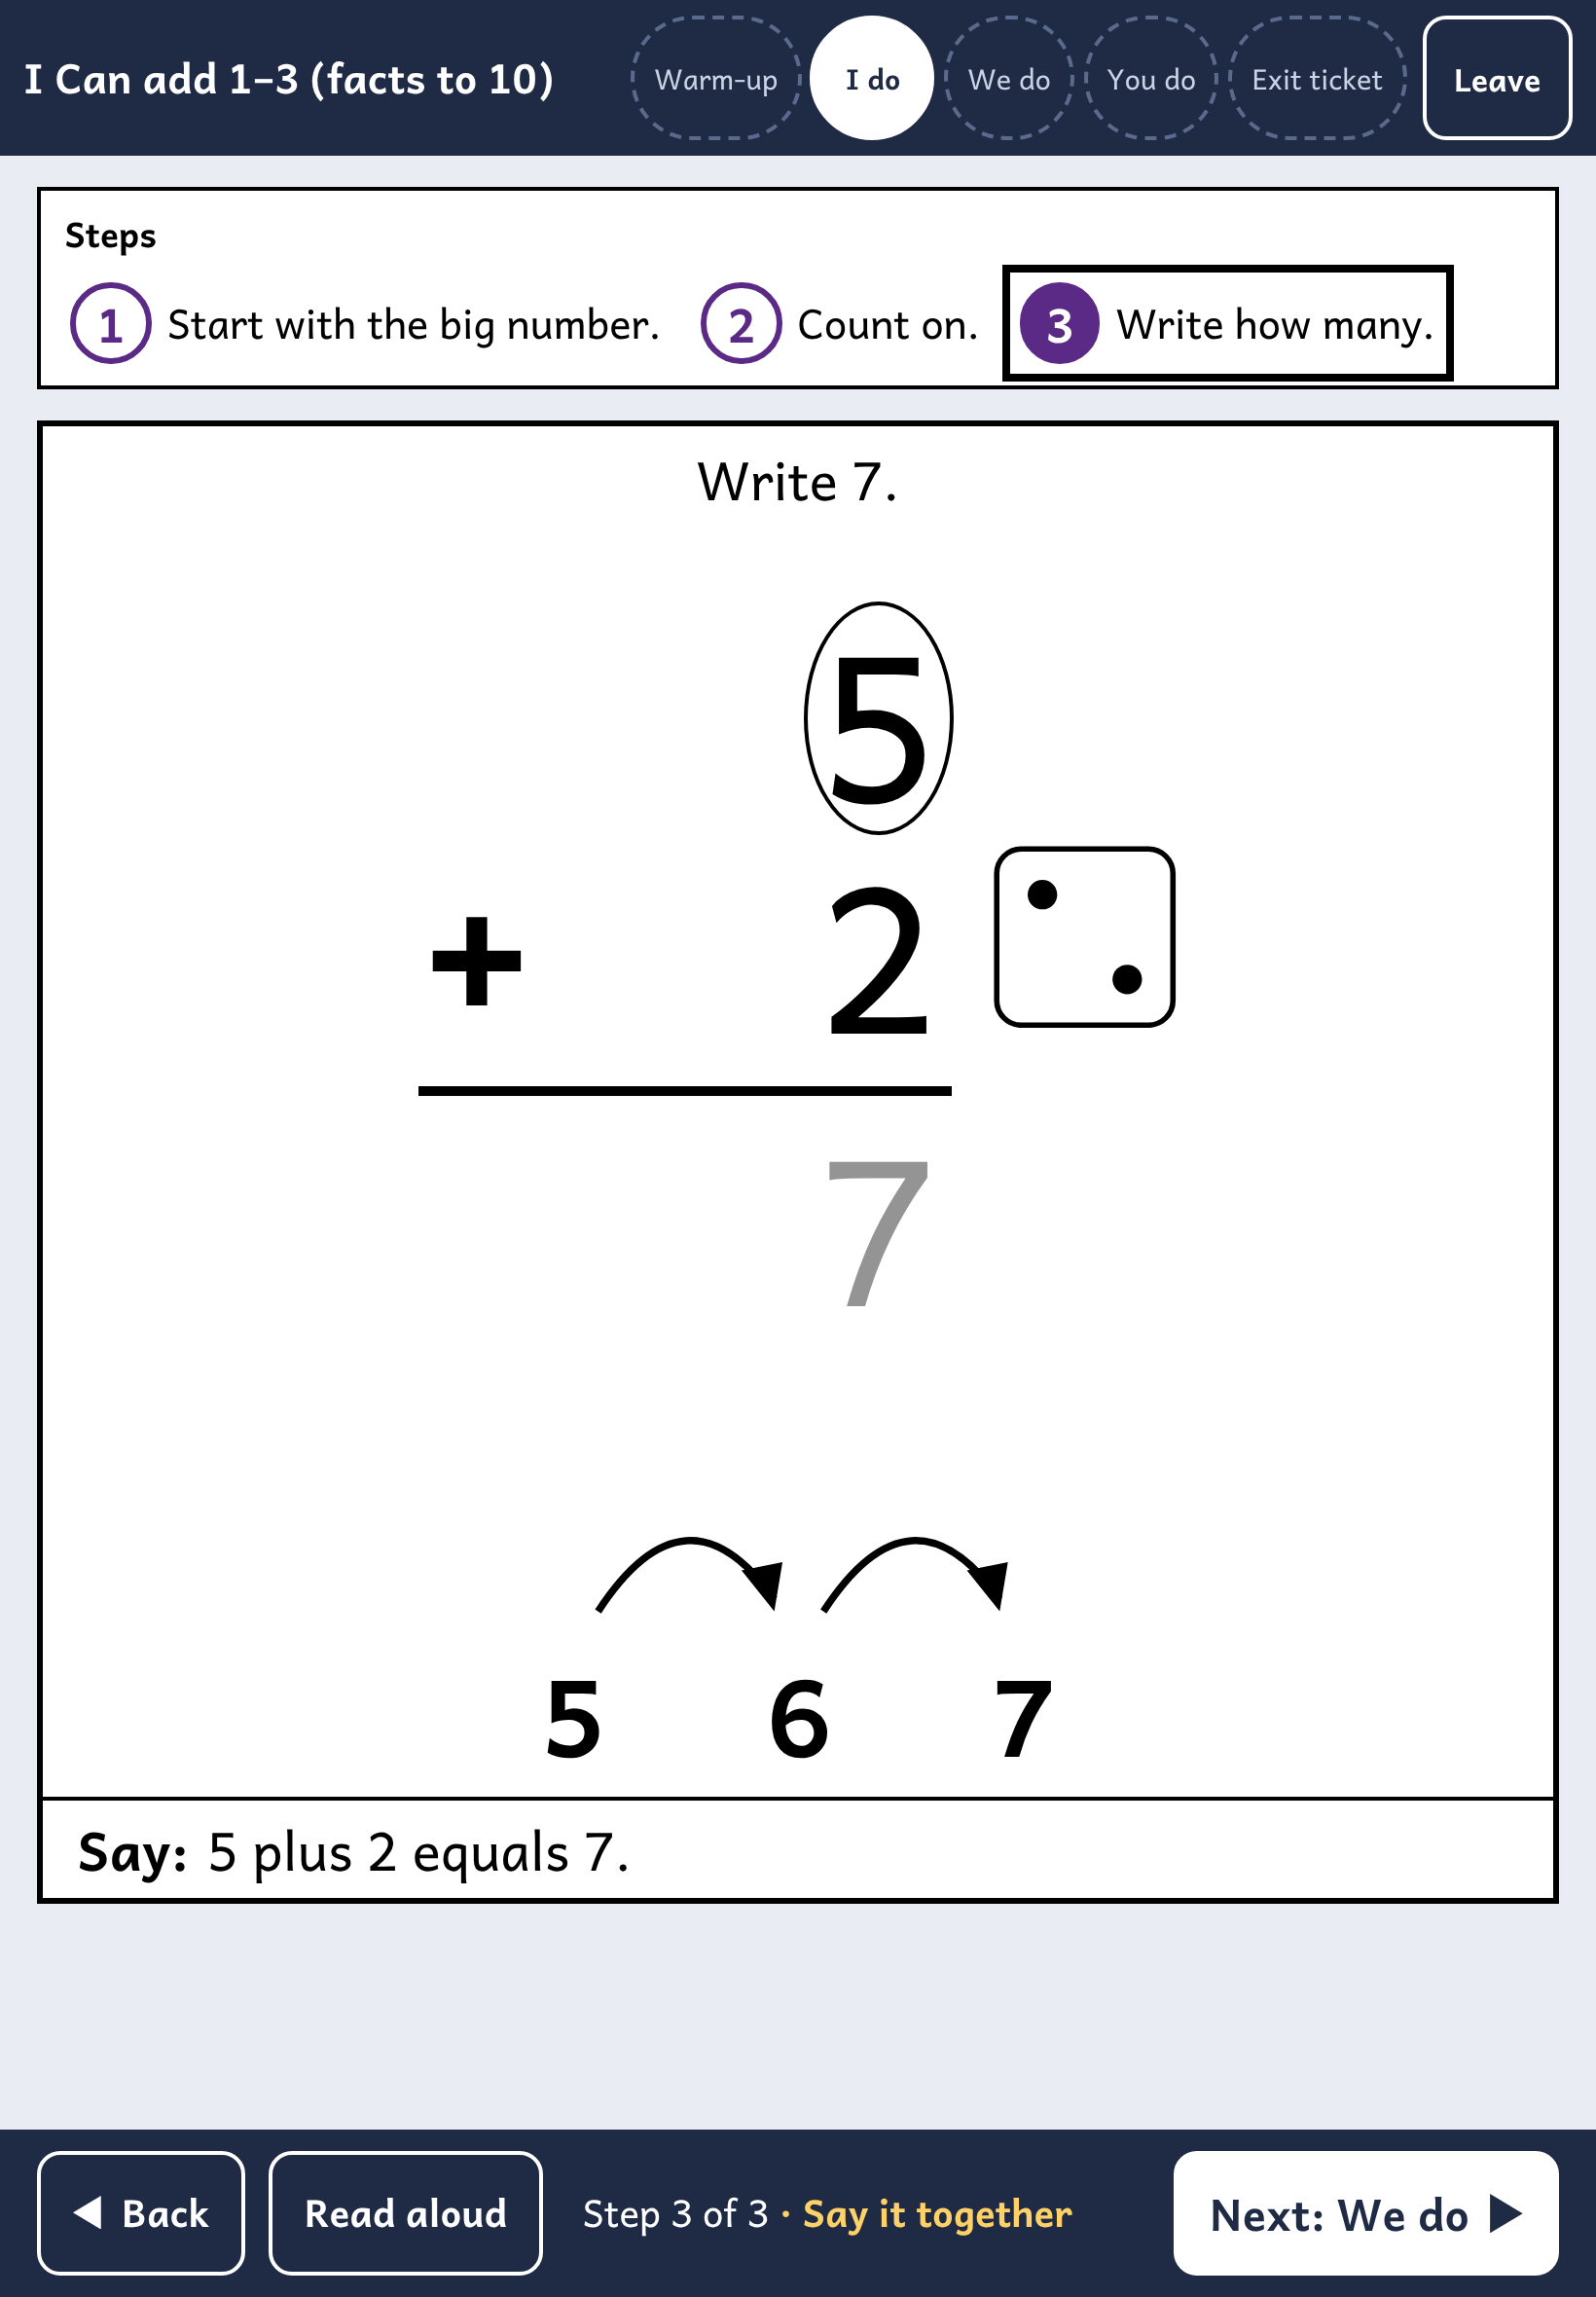 I Can add 1–3 (facts to 10)
Warm-up
I do
We do
You do
Exit ticket
Leave
Steps
1 Start with the big number.
2 Count on.
3 Write how many.
Write 7.
5
+ 2
7
5 6 7
Say: 5 plus 2 equals 7.
Back
Read aloud
Step 3 of 3 · Say it together
Next: We do